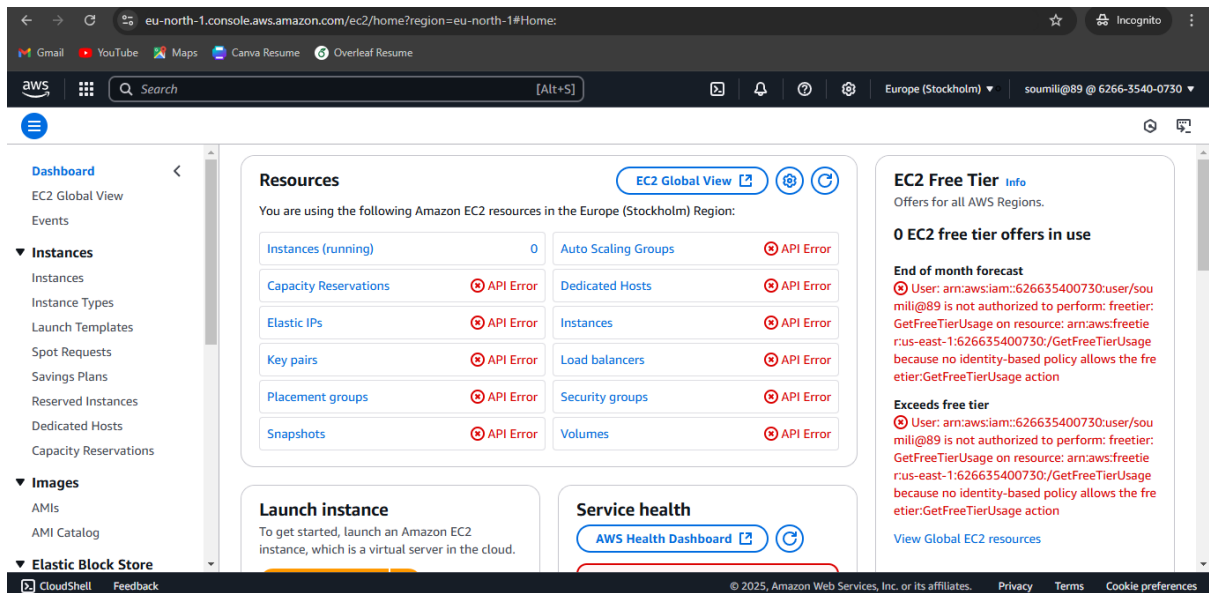 eu-north-1.console.aws.amazon.com/ec2/home?region=eu-north-1#Home:
Incognito
Gmail
YouTube
Maps
Canva Resume
Overleaf Resume
aws
Search
[Alt+S]
Europe (Stockholm)
soumili@89 @ 6266-3540-0730
Dashboard
EC2 Global View
Events
Instances
Instances
Instance Types
Launch Templates
Spot Requests
Savings Plans
Reserved Instances
Dedicated Hosts
Capacity Reservations
Images
AMIs
AMI Catalog
Elastic Block Store
Resources
EC2 Global View
You are using the following Amazon EC2 resources in the Europe (Stockholm) Region:
Instances (running) 0
Auto Scaling Groups API Error
Capacity Reservations API Error
Dedicated Hosts API Error
Elastic IPs API Error
Instances API Error
Key pairs API Error
Load balancers API Error
Placement groups API Error
Security groups API Error
Snapshots API Error
Volumes API Error
Launch instance
To get started, launch an Amazon EC2
instance, which is a virtual server in the cloud.
Service health
AWS Health Dashboard
EC2 Free Tier Info
Offers for all AWS Regions.
0 EC2 free tier offers in use
End of month forecast
User: arn:aws:iam::626635400730:user/sou
mili@89 is not authorized to perform: freetier:
GetFreeTierUsage on resource: arn:aws:freetie
r:us-east-1:626635400730:/GetFreeTierUsage
because no identity-based policy allows the fre
etier:GetFreeTierUsage action
Exceeds free tier
User: arn:aws:iam::626635400730:user/sou
mili@89 is not authorized to perform: freetier:
GetFreeTierUsage on resource: arn:aws:freetie
r:us-east-1:626635400730:/GetFreeTierUsage
because no identity-based policy allows the fre
etier:GetFreeTierUsage action
View Global EC2 resources
CloudShell
Feedback
© 2025, Amazon Web Services, Inc. or its affiliates.
Privacy
Terms
Cookie preferences